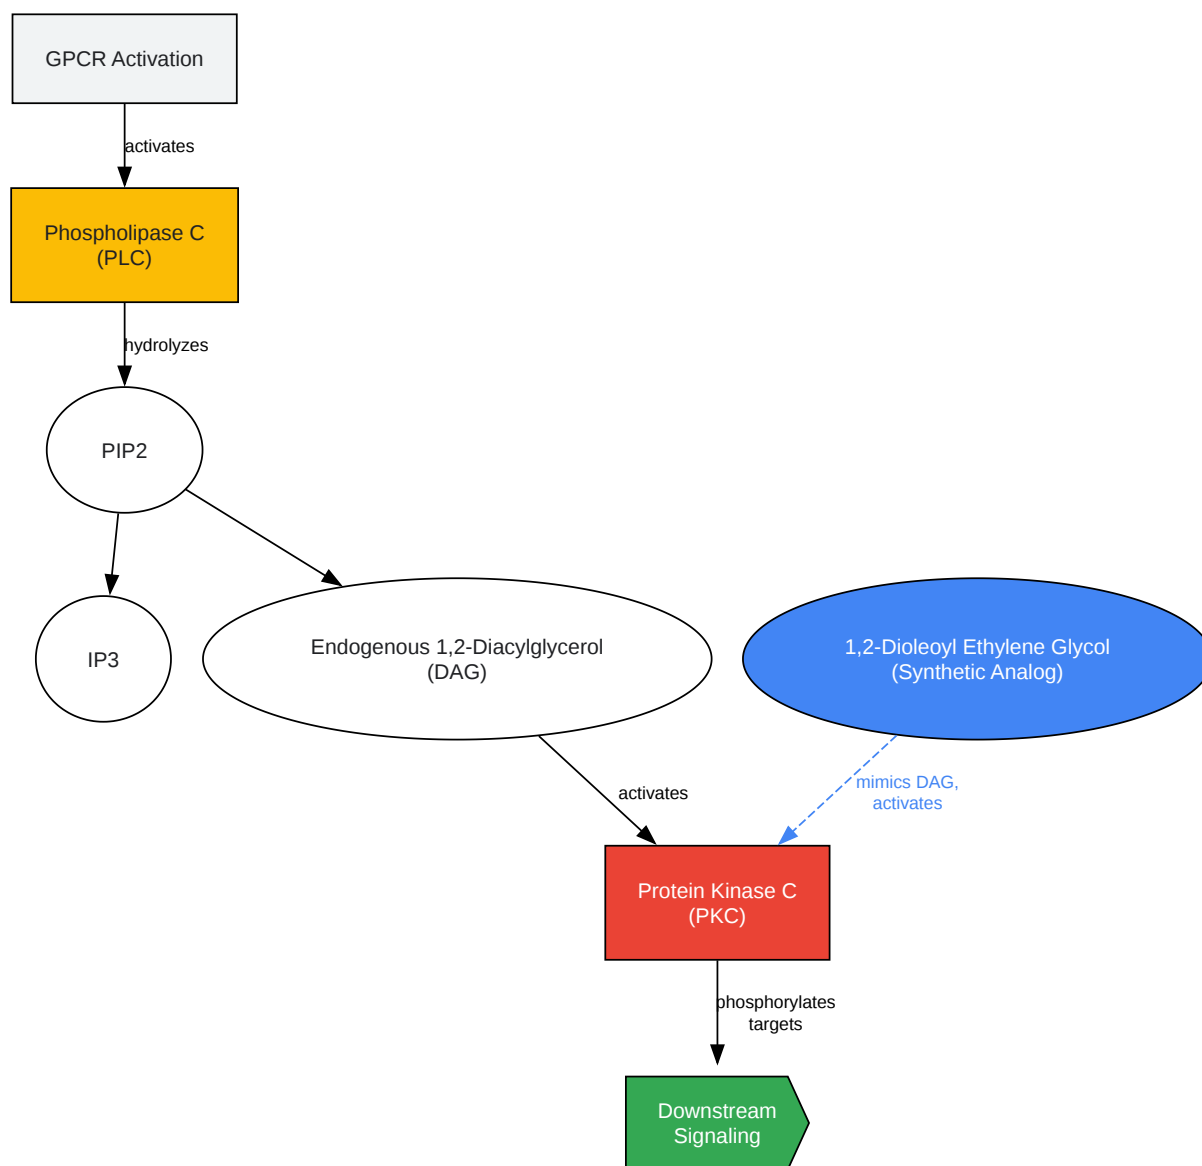 GPCR Activation
activates
Phospholipase C
(PLC)
hydrolyzes
PIP2
IP3
Endogenous 1,2-Diacylglycerol
(DAG)
1,2-Dioleoyl Ethylene Glycol
(Synthetic Analog)
activates
mimics DAG,
activates
Protein Kinase C
(PKC)
phosphorylates
targets
Downstream
Signaling